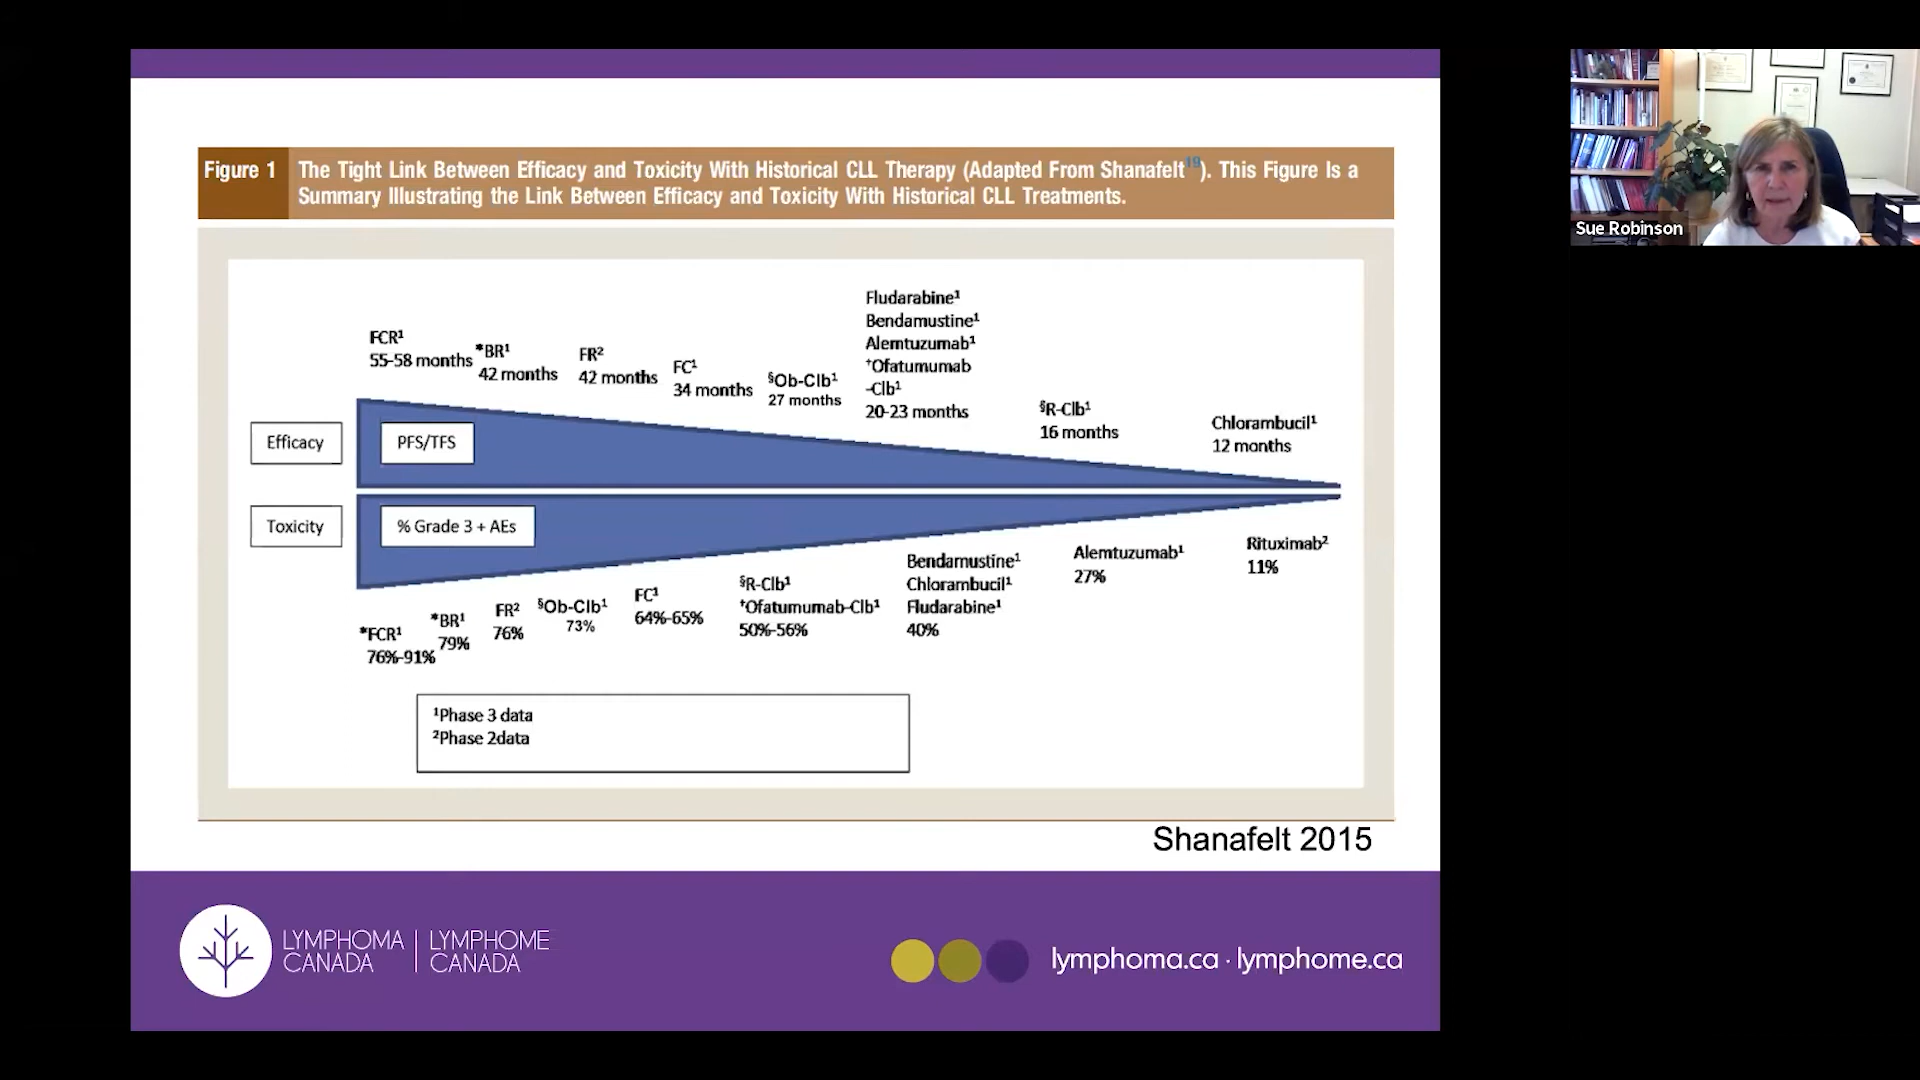 Figure 1
The Tight Link Between Efficacy and Toxicity With Historical CLL Therapy (Adapted From Shanafelt19). This Figure Is a
Summary Illustrating the Link Between Efficacy and Toxicity With Historical CLL Treatments.
FCR¹
55-58 months
*BR¹
42 months
FR²
42 months
FC¹
34 months
§Ob-Clb¹
27 months
Fludarabine¹
Bendamustine¹
Alemtuzumab¹
⁺Ofatumumab
-Clb¹
20-23 months
§R-Clb¹
16 months
Chlorambucil¹
12 months
Efficacy
PFS/TFS
Toxicity
% Grade 3 + AEs
*FCR¹
76%-91%
*BR¹
79%
FR²
76%
§Ob-Clb¹
73%
FC¹
64%-65%
§R-Clb¹
⁺Ofatumumab-Clb¹
50%-56%
Bendamustine¹
Chlorambucil¹
Fludarabine¹
40%
Alemtuzumab¹
27%
Rituximab²
11%
¹Phase 3 data
²Phase 2data
Shanafelt 2015
LYMPHOMA CANADA
LYMPHOME CANADA
lymphoma.ca · lymphome.ca
Sue Robinson